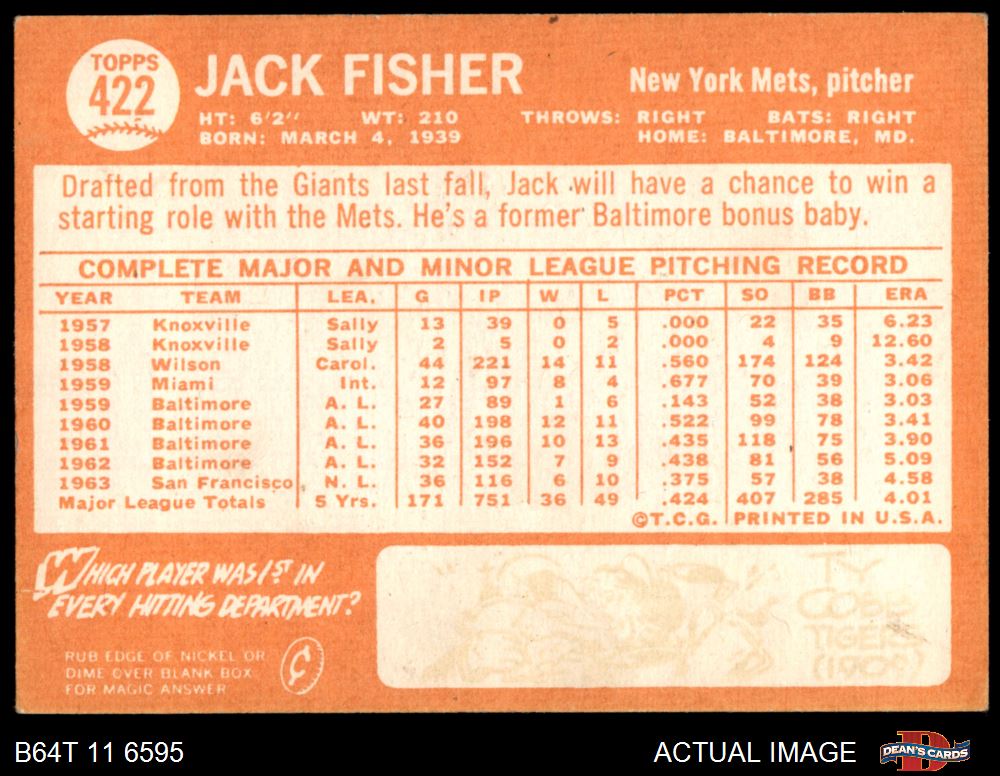 TOPPS
422
JACK FISHER
New York Mets, pitcher
HT: 6'2" WT: 210 THROWS: RIGHT BATS: RIGHT
BORN: MARCH 4, 1939 HOME: BALTIMORE, MD.
Drafted from the Giants last fall, Jack will have a chance to win a
starting role with the Mets. He's a former Baltimore bonus baby.
COMPLETE MAJOR AND MINOR LEAGUE PITCHING RECORD
YEAR TEAM LEA. G IP W L PCT SO BB ERA
1957 Knoxville Sally 13 39 0 5 .000 22 35 6.23
1958 Knoxville Sally 2 5 0 2 .000 4 9 12.60
1958 Wilson Carol. 44 221 14 11 .560 174 124 3.42
1959 Miami Int. 12 97 8 4 .677 70 39 3.06
1959 Baltimore A. L. 27 89 1 6 .143 52 38 3.03
1960 Baltimore A. L. 40 198 12 11 .522 99 78 3.41
1961 Baltimore A. L. 36 196 10 13 .435 118 75 3.90
1962 Baltimore A. L. 32 152 7 9 .438 81 56 5.09
1963 San Francisco N. L. 36 116 6 10 .375 57 38 4.58
Major League Totals 5 Yrs. 171 751 36 49 .424 407 285 4.01
©T.C.G. PRINTED IN U.S.A.
WHICH PLAYER WAS 1ST IN
EVERY HITTING DEPARTMENT?
RUB EDGE OF NICKEL OR
DIME OVER BLANK BOX
FOR MAGIC ANSWER
¢
TY
COBB
TIGERS
(1909)
B64T 11 6595
ACTUAL IMAGE
D
DEAN'S CARDS